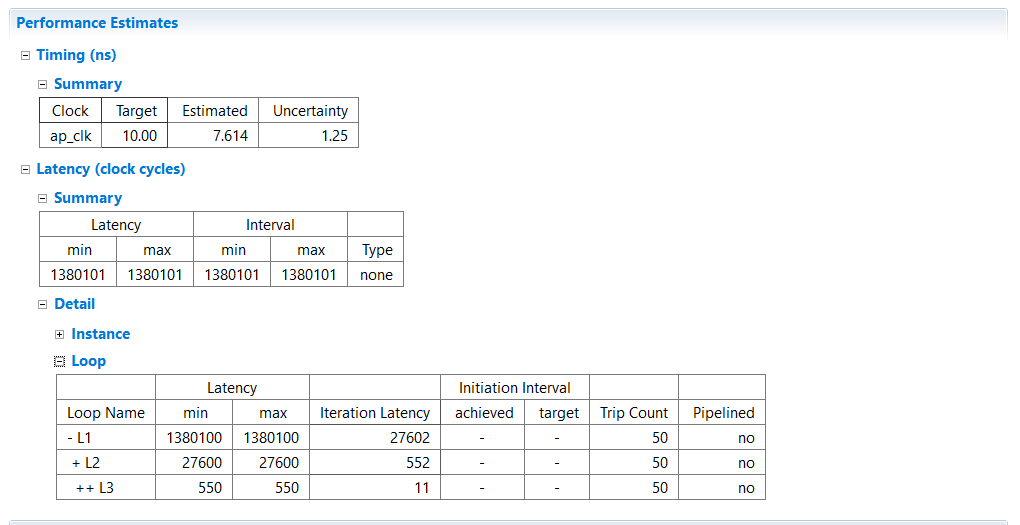 Performance Estimates
Timing (ns)
Summary
Clock Target Estimated Uncertainty
ap_clk 10.00 7.614 1.25
Latency (clock cycles)
Summary
Latency Interval
min max min max Type
1380101 1380101 1380101 1380101 none
Detail
Instance
Loop
Latency Initiation Interval
Loop Name min max Iteration Latency achieved target Trip Count Pipelined
- L1 1380100 1380100 27602 - - 50 no
+ L2 27600 27600 552 - - 50 no
++ L3 550 550 11 - - 50 no